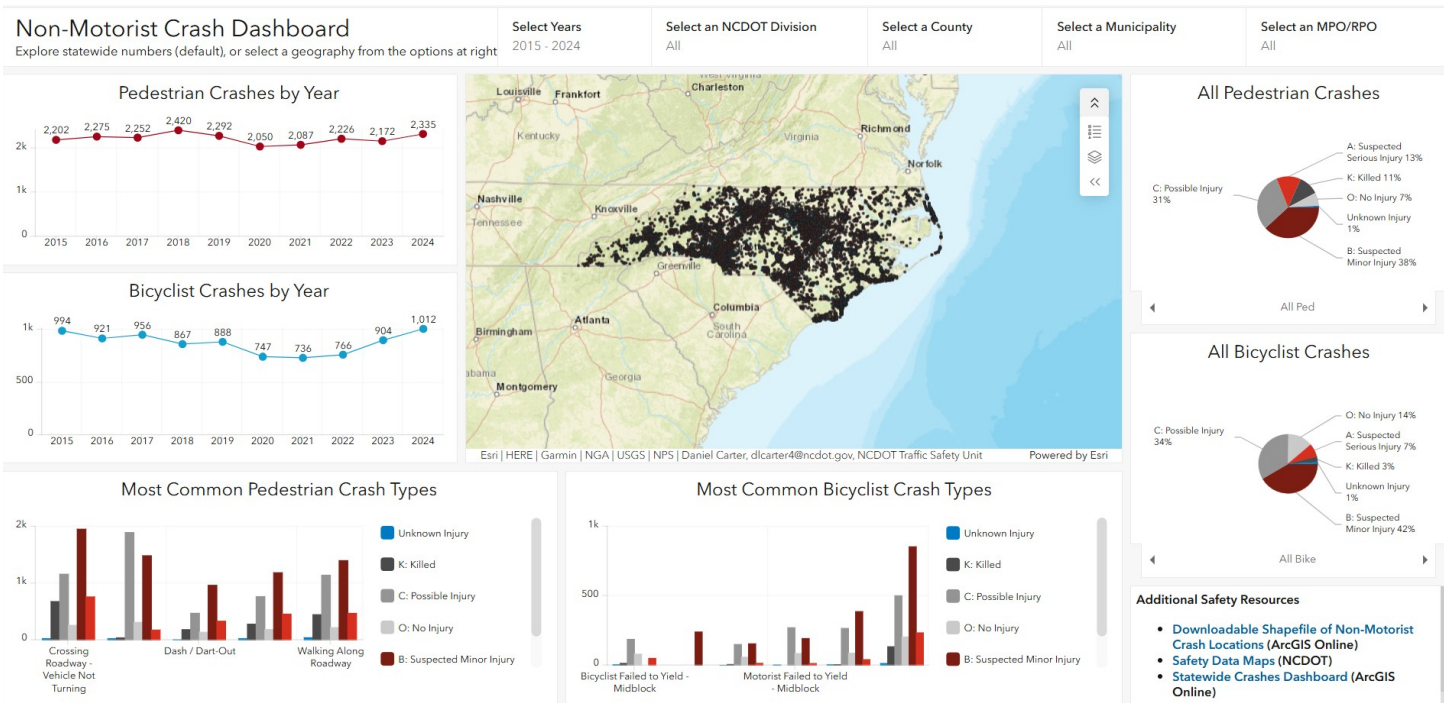 Non-Motorist Crash Dashboard
Explore statewide numbers (default), or select a geography from the options at right
Select Years
2015 - 2024
Select an NCDOT Division
All
Select a County
All
Select a Municipality
All
Select an MPO/RPO
All
Pedestrian Crashes by Year
2,202 2,275 2,252 2,420 2,292 2,050 2,087 2,226 2,172 2,335
2k
1k
0
2015 2016 2017 2018 2019 2020 2021 2022 2023 2024
Bicyclist Crashes by Year
994 921 956 867 888 747 736 766 904 1,012
1k
500
0
2015 2016 2017 2018 2019 2020 2021 2022 2023 2024
West Virginia
Louisville
Frankfort
Charleston
Kentucky
Virginia
Richmond
Norfolk
Nashville
Knoxville
Tennessee
Greenville
Columbia
South
Carolina
Atlanta
Birmingham
abama
Georgia
Montgomery
Esri | HERE | Garmin | NGA | USGS | NPS | Daniel Carter, dlcarter4@ncdot.gov, NCDOT Traffic Safety Unit
Powered by Esri
All Pedestrian Crashes
A: Suspected
Serious Injury 13%
K: Killed 11%
O: No Injury 7%
Unknown Injury
1%
B: Suspected
Minor Injury 38%
C: Possible Injury
31%
All Ped
All Bicyclist Crashes
O: No Injury 14%
A: Suspected
Serious Injury 7%
K: Killed 3%
Unknown Injury
1%
B: Suspected
Minor Injury 42%
C: Possible Injury
34%
All Bike
Most Common Pedestrian Crash Types
2k
1k
0
Crossing
Roadway -
Vehicle Not
Turning
Dash / Dart-Out
Walking Along
Roadway
Unknown Injury
K: Killed
C: Possible Injury
O: No Injury
B: Suspected Minor Injury
Most Common Bicyclist Crash Types
1k
500
0
Bicyclist Failed to Yield -
Midblock
Motorist Failed to Yield
- Midblock
Unknown Injury
K: Killed
C: Possible Injury
O: No Injury
B: Suspected Minor Injury
Additional Safety Resources
Downloadable Shapefile of Non-Motorist
Crash Locations (ArcGIS Online)
Safety Data Maps (NCDOT)
Statewide Crashes Dashboard (ArcGIS
Online)